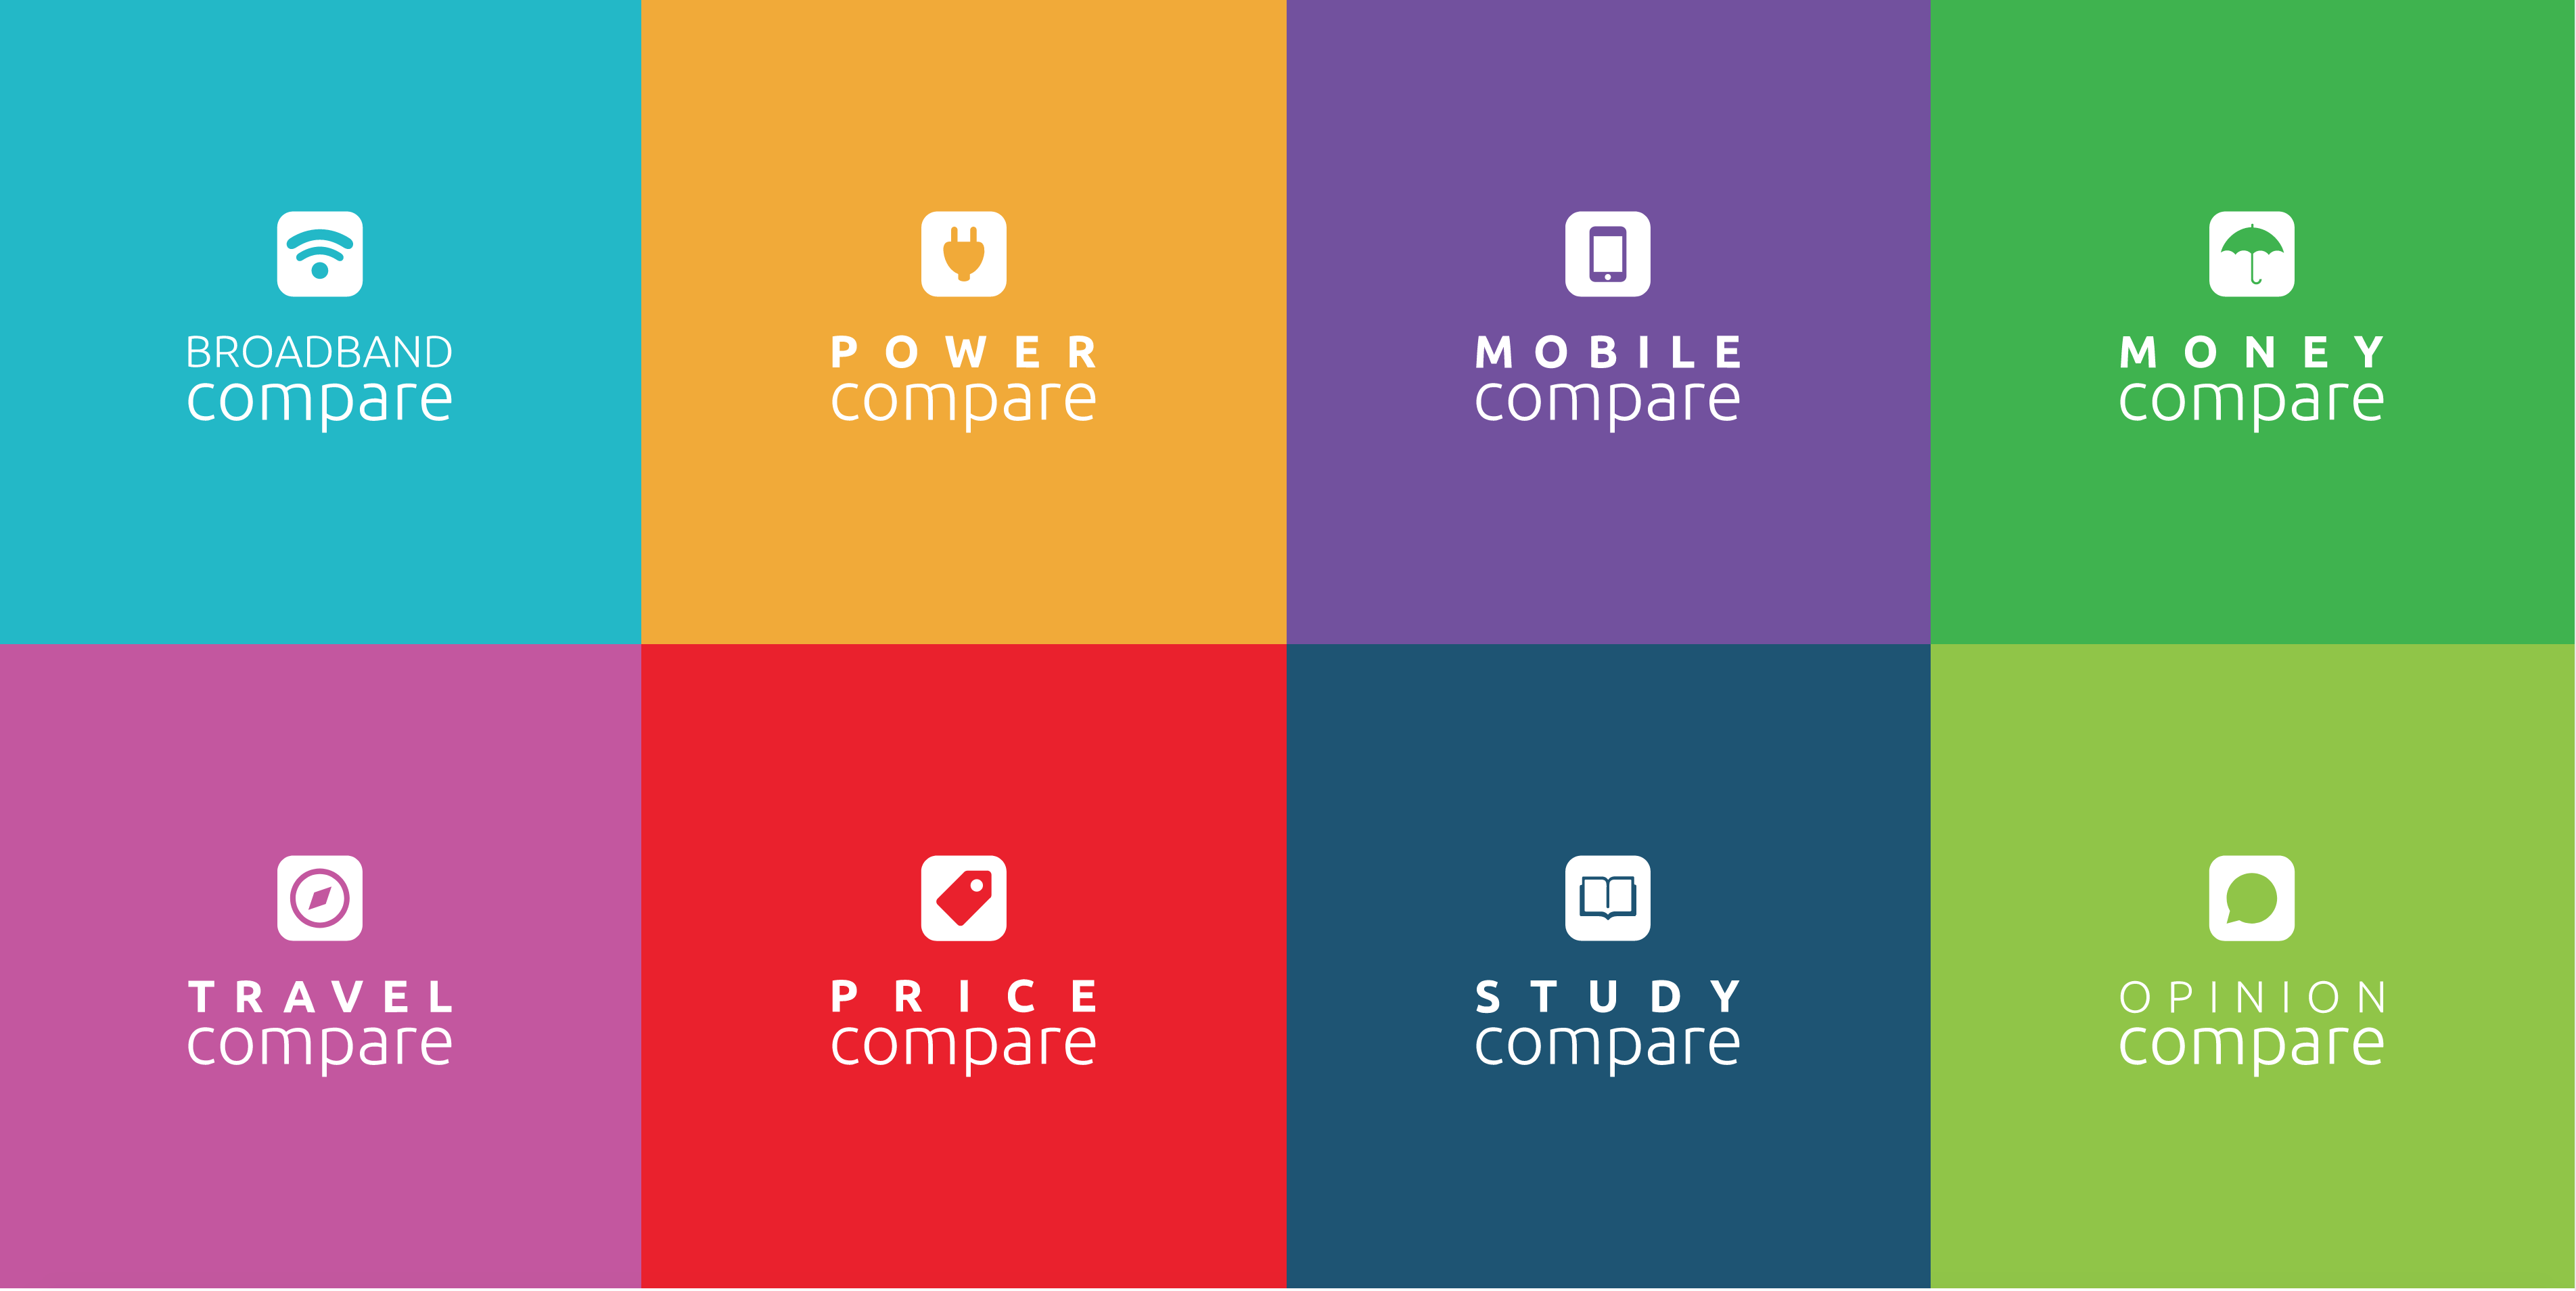 BROADBAND
compare
POWER
compare
MOBILE
compare
MONEY
compare
TRAVEL
compare
PRICE
compare
STUDY
compare
OPINION
compare